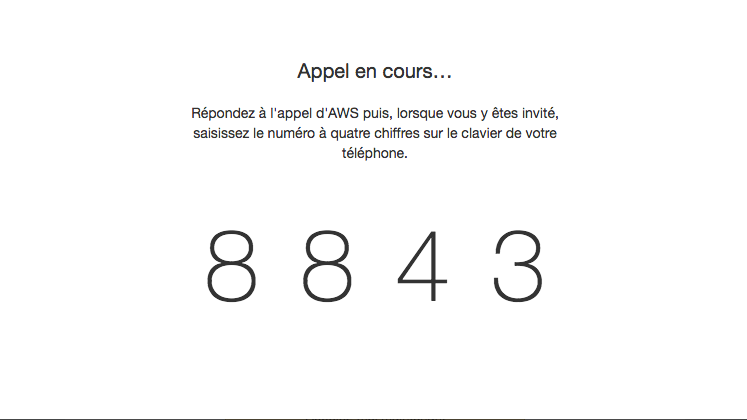 Appel en cours...
Répondez à l'appel d'AWS puis, lorsque vous y êtes invité,
saisissez le numéro à quatre chiffres sur le clavier de votre
téléphone.
8 8 4 3